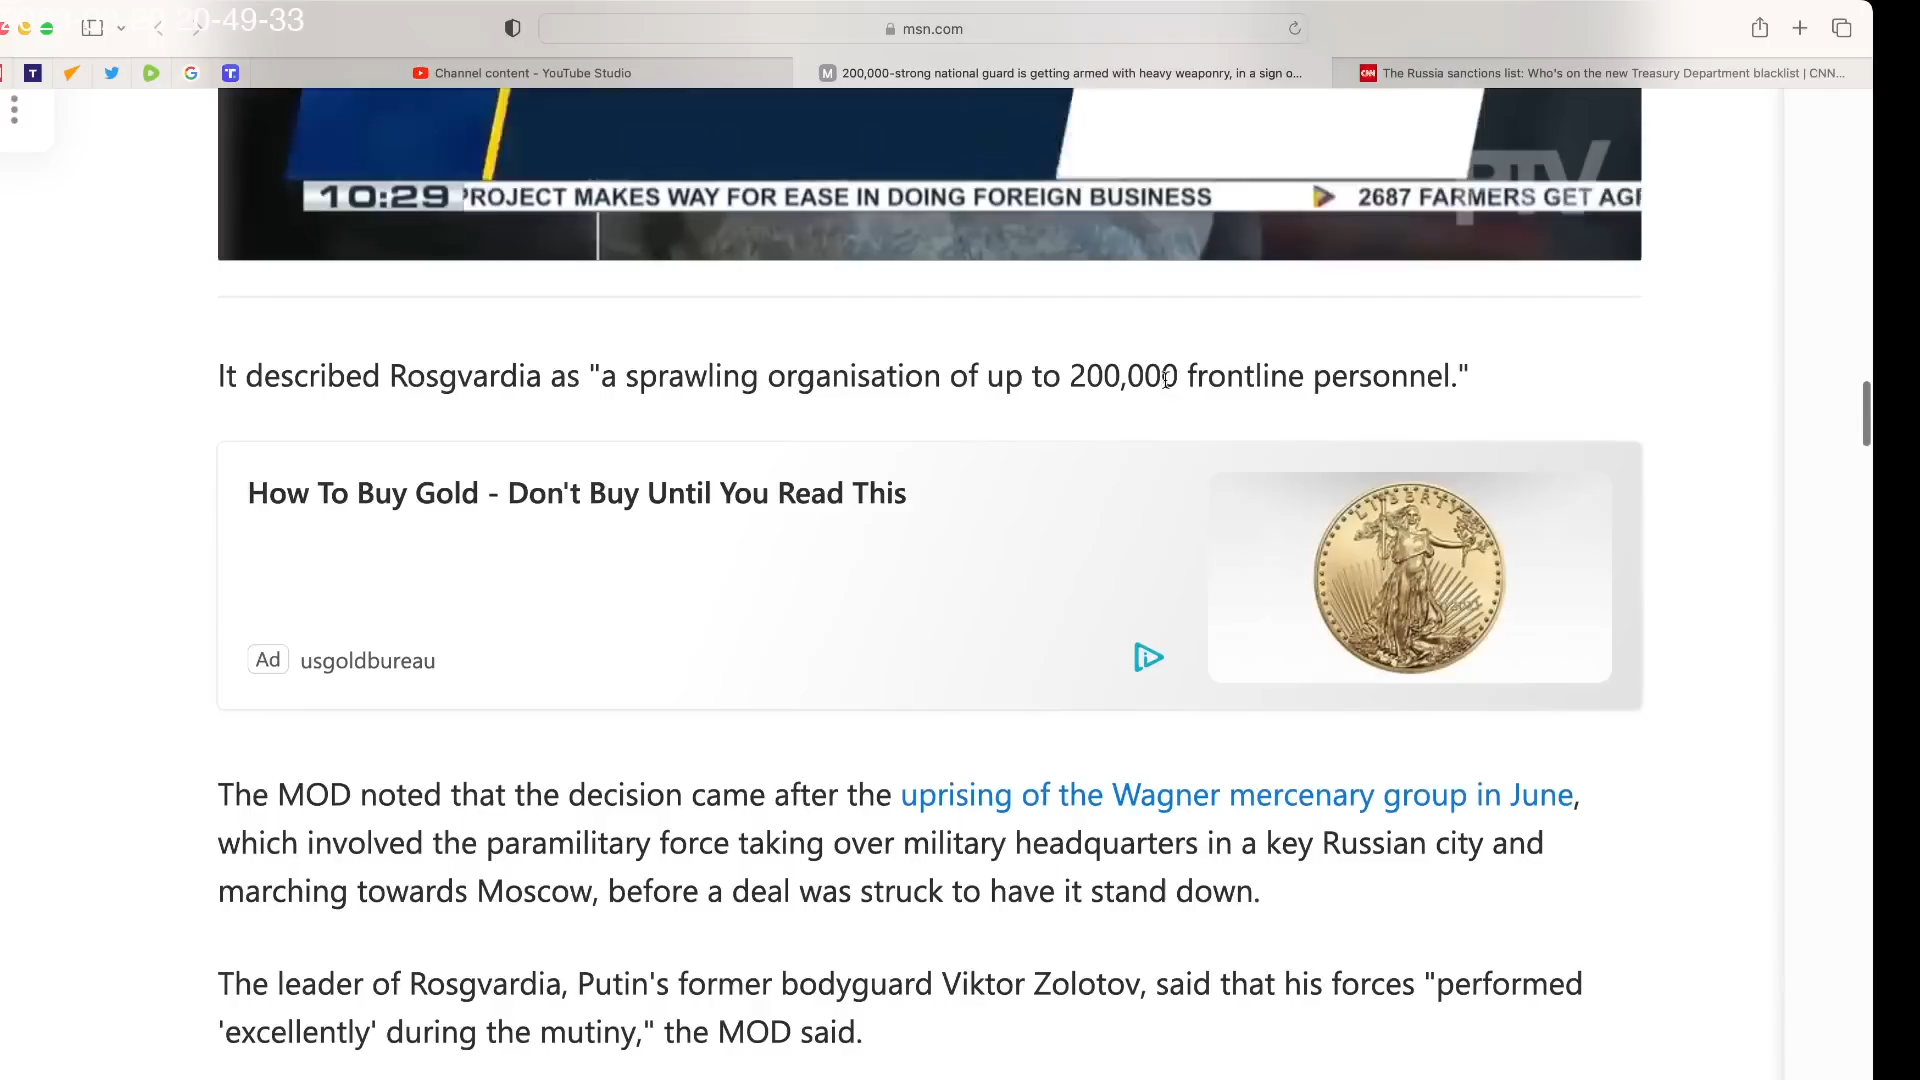 20-49-33
msn.com
Channel content - YouTube Studio
200,000-strong national guard is getting armed with heavy weaponry, in a sign o...
The Russia sanctions list: Who's on the new Treasury Department blacklist | CNN...
PTV
10:29 PROJECT MAKES WAY FOR EASE IN DOING FOREIGN BUSINESS 2687 FARMERS GET
It described Rosgvardia as "a sprawling organisation of up to 200,000 frontline personnel."
How To Buy Gold - Don't Buy Until You Read This
LIBERTY
Ad usgoldbureau
The MOD noted that the decision came after the uprising of the Wagner mercenary group in June,
which involved the paramilitary force taking over military headquarters in a key Russian city and
marching towards Moscow, before a deal was struck to have it stand down.
The leader of Rosgvardia, Putin's former bodyguard Viktor Zolotov, said that his forces "performed
'excellently' during the mutiny," the MOD said.